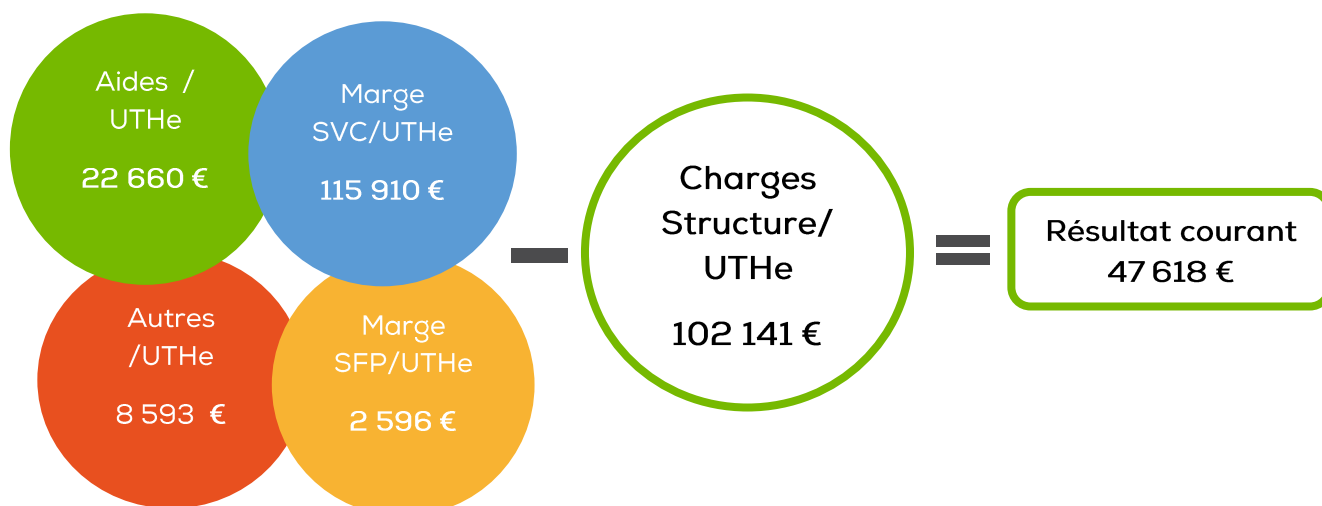 Aides /
UTHe
22 660 €
Marge
SVC/UTHe
115 910 €
Autres
/UTHe
8 593 €
Marge
SFP/UTHe
2 596 €
Charges
Structure/
UTHe
102 141 €
Résultat courant
47 618 €